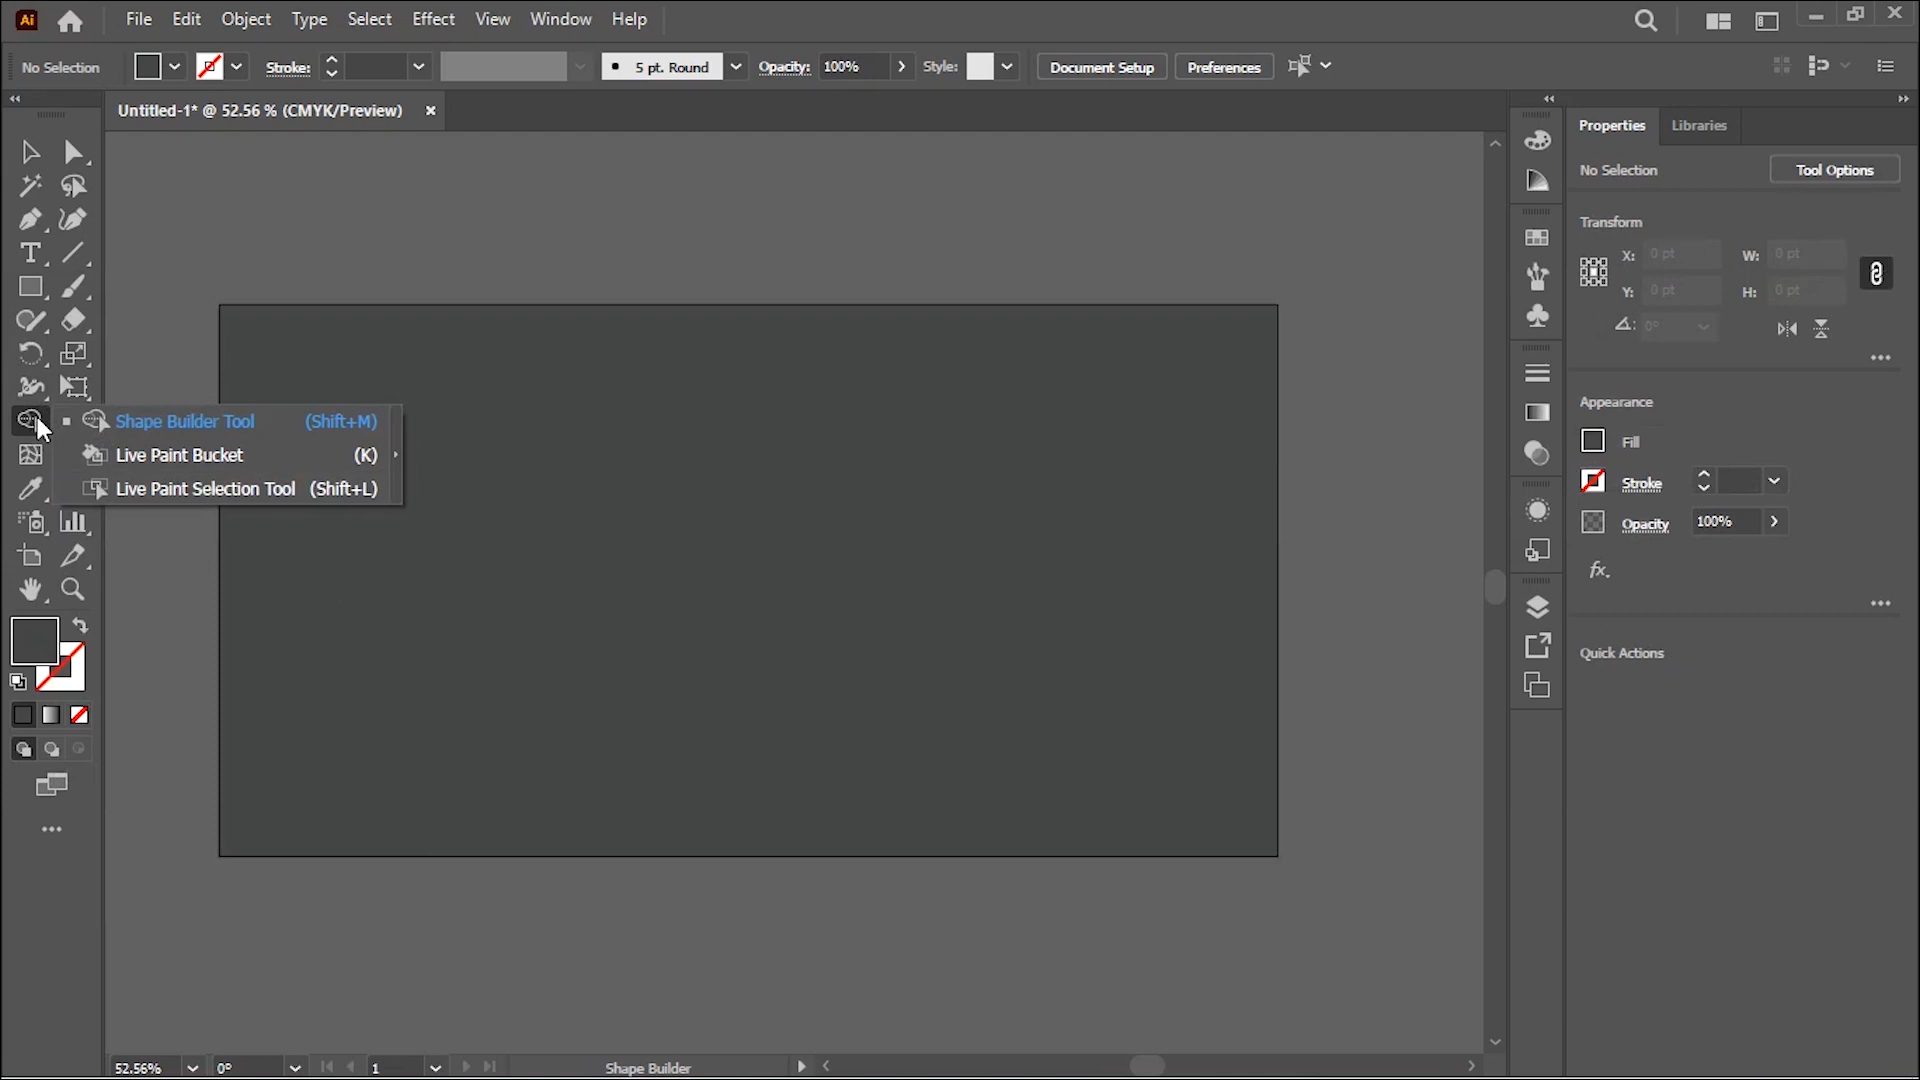 Ai File Edit Object Type Select Effect View Window Help
No Selection Stroke: 5 pt. Round Opacity: 100% Style: Document Setup Preferences
Untitled-1* @ 52.56 % (CMYK/Preview)
Properties Libraries
No Selection Tool Options
Transform
X: 0 pt W: 0 pt
Y: 0 pt H: 0 pt
0°
Appearance
Fill
Stroke
Opacity 100%
fx.
Quick Actions
Shape Builder Tool (Shift+M)
Live Paint Bucket (K)
Live Paint Selection Tool (Shift+L)
T
52.56% 0° 1 Shape Builder